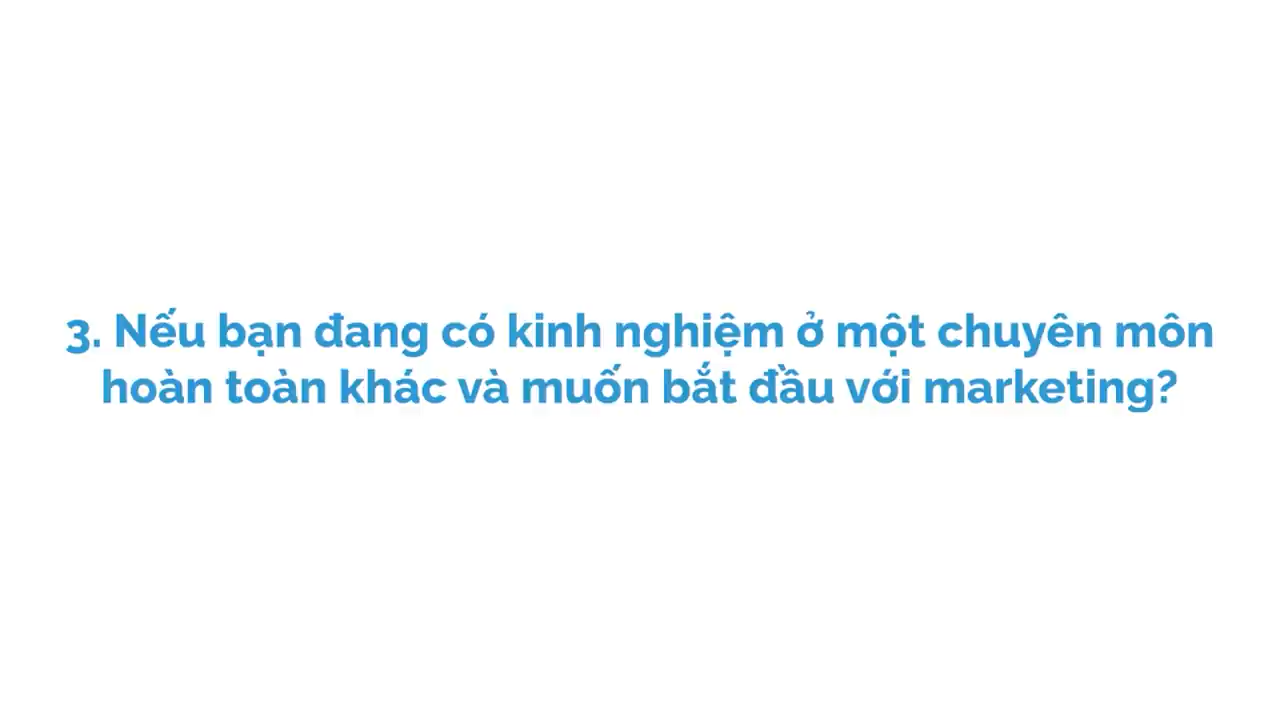 3. Nếu bạn đang có kinh nghiệm ở một chuyên môn
hoàn toàn khác và muốn bắt đầu với marketing?